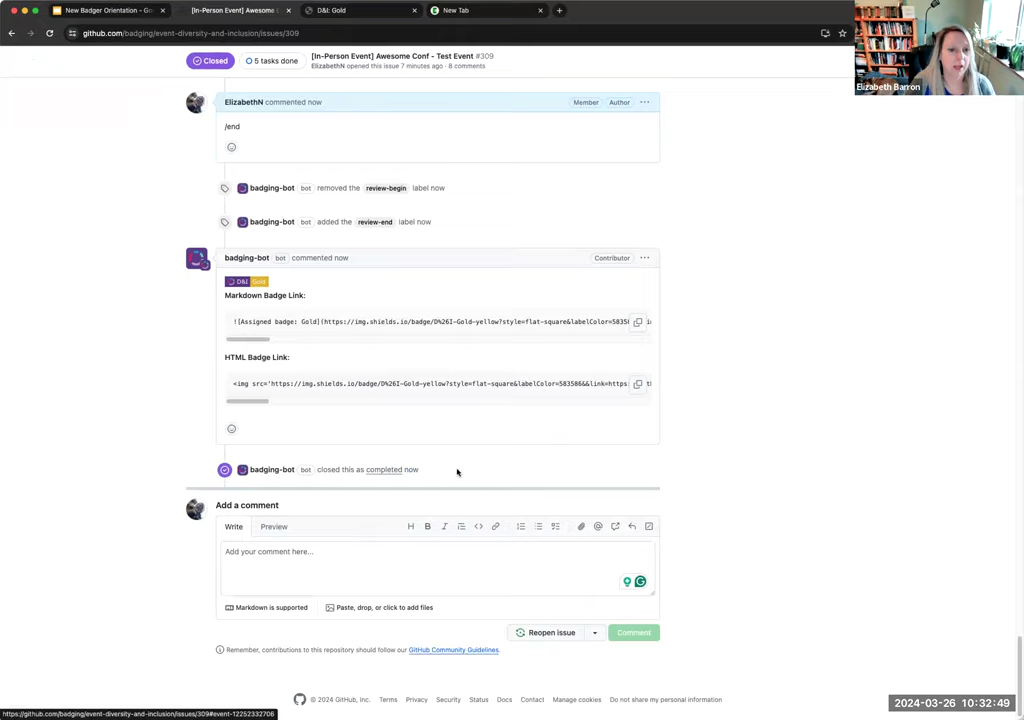 New Badger Orientation - Go
[In-Person Event] Awesome
D&I: Gold
New Tab
github.com/badging/event-diversity-and-inclusion/issues/309
Elizabeth Barron
Closed
5 tasks done
[In-Person Event] Awesome Conf - Test Event #309
ElizabethN opened this issue 7 minutes ago · 8 comments
ElizabethN commented now
Member
Author
/end
badging-bot bot removed the review-begin label now
badging-bot bot added the review-end label now
badging-bot bot commented now
Contributor
D&I Gold
Markdown Badge Link:
![Assigned badge: Gold](https://img.shields.io/badge/D%26I-Gold-yellow?style=flat-square&labelColor=5835
HTML Badge Link:
<img src='https://img.shields.io/badge/D%26I-Gold-yellow?style=flat-square&labelColor=583586&&link=https:
badging-bot bot closed this as completed now
Add a comment
Write
Preview
Add your comment here...
Markdown is supported
Paste, drop, or click to add files
Reopen issue
Comment
Remember, contributions to this repository should follow our GitHub Community Guidelines.
© 2024 GitHub, Inc. Terms Privacy Security Status Docs Contact Manage cookies Do not share my personal information
https://github.com/badging/event-diversity-and-inclusion/issues/309#event-12252332706
2024-03-26 10:32:49